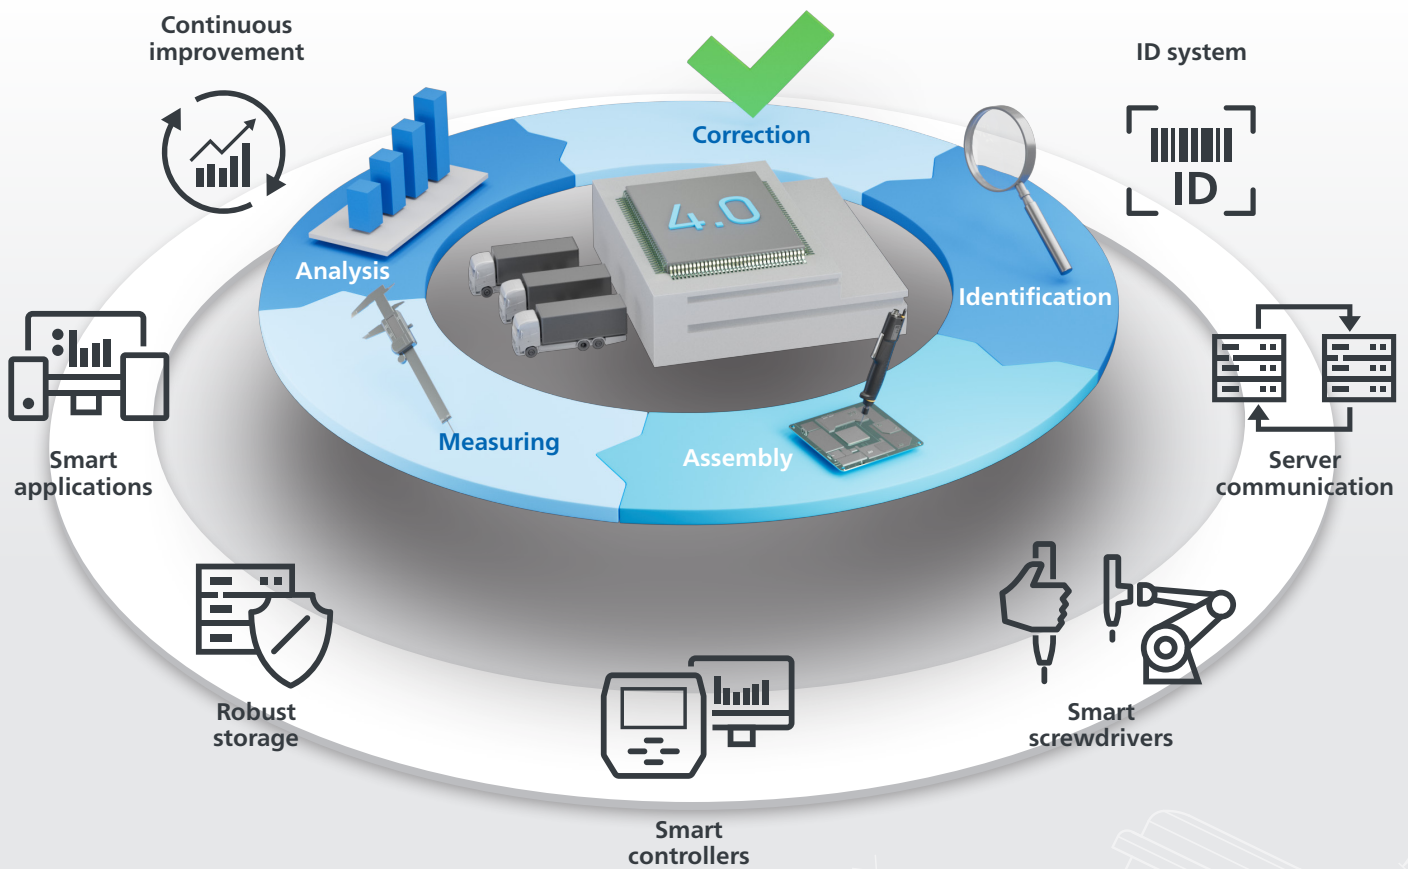 Continuous
improvement
ID system
Correction
ID
4.0
Analysis
Identification
Measuring
Assembly
Smart
applications
Server
communication
Robust
storage
Smart
screwdrivers
Smart
controllers